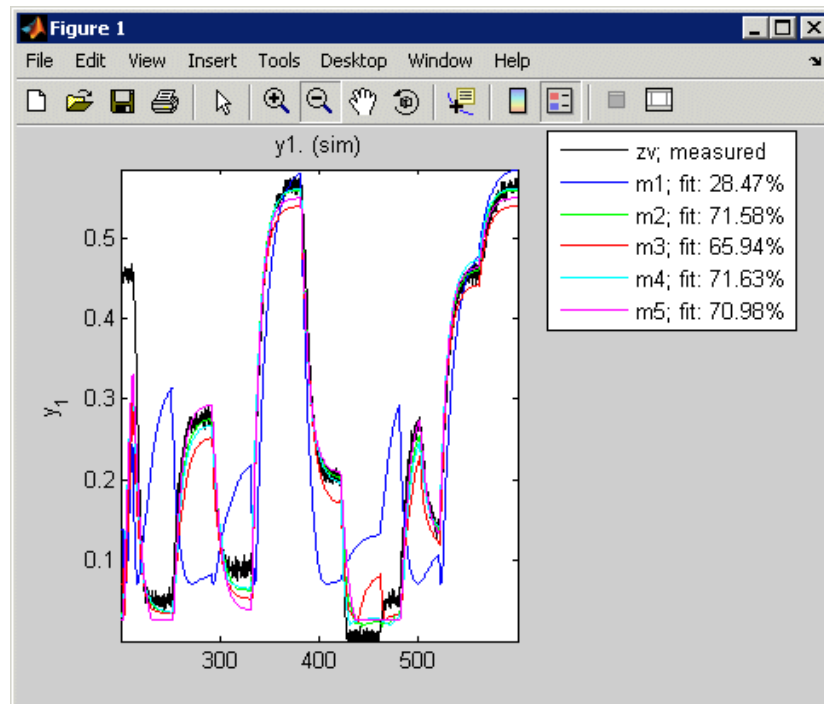 Figure 1
File Edit View Insert Tools Desktop Window Help
y1. (sim)
zv; measured
m1; fit: 28.47%
m2; fit: 71.58%
m3; fit: 65.94%
m4; fit: 71.63%
m5; fit: 70.98%
0.5
0.4
0.3
0.2
0.1
y1
300 400 500